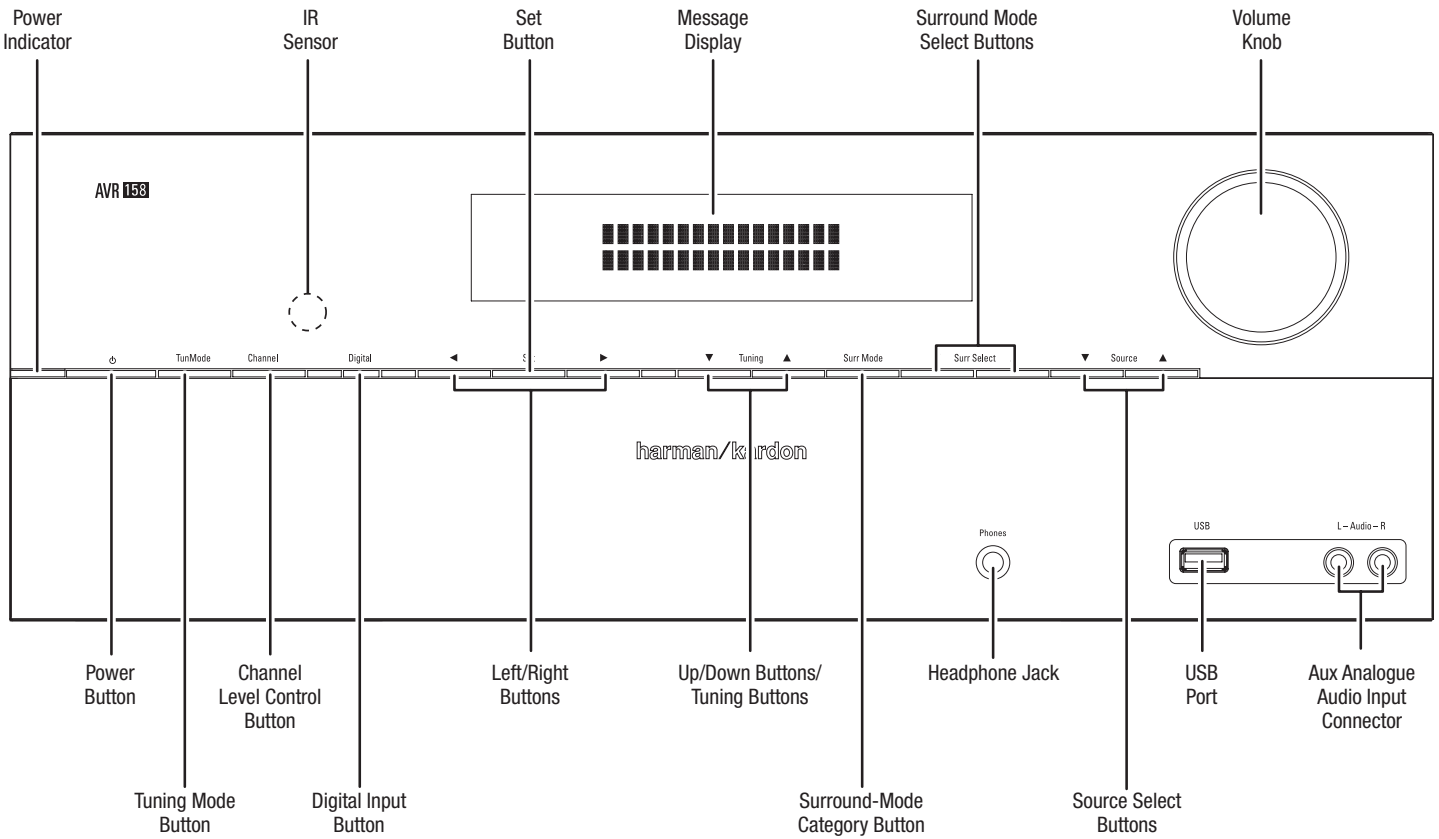 Power
Indicator
IR
Sensor
Set
Button
Message
Display
Surround Mode
Select Buttons
Volume
Knob
AVR 158
TunMode
Channel
Digital
Tuning
Surr Mode
Surr Select
Source
harman/kardon
Phones
USB
L – Audio – R
Power
Button
Channel
Level Control
Button
Left/Right
Buttons
Up/Down Buttons/
Tuning Buttons
Headphone Jack
USB
Port
Aux Analogue
Audio Input
Connector
Tuning Mode
Button
Digital Input
Button
Surround-Mode
Category Button
Source Select
Buttons